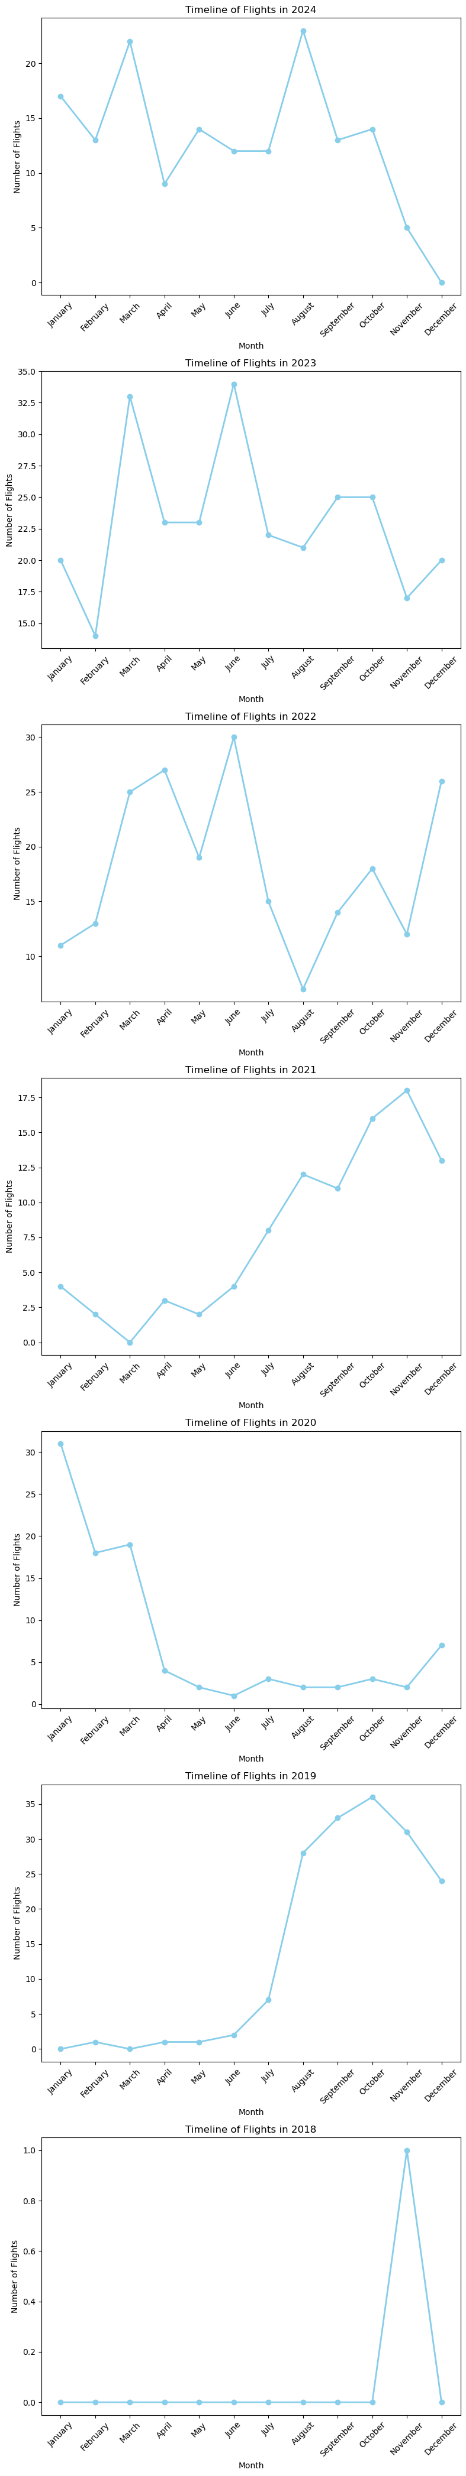 Timeline of Flights in 2024
Number of Flights
20
15
10
5
0
January February March April May June July August September October November December
Month
Timeline of Flights in 2023
Number of Flights
35.0
32.5
30.0
27.5
25.0
22.5
20.0
17.5
15.0
January February March April May June July August September October November December
Month
Timeline of Flights in 2022
Number of Flights
30
25
20
15
10
January February March April May June July August September October November December
Month
Timeline of Flights in 2021
Number of Flights
17.5
15.0
12.5
10.0
7.5
5.0
2.5
0.0
January February March April May June July August September October November December
Month
Timeline of Flights in 2020
Number of Flights
30
25
20
15
10
5
0
January February March April May June July August September October November December
Month
Timeline of Flights in 2019
Number of Flights
35
30
25
20
15
10
5
0
January February March April May June July August September October November December
Month
Timeline of Flights in 2018
Number of Flights
1.0
0.8
0.6
0.4
0.2
0.0
January February March April May June July August September October November December
Month